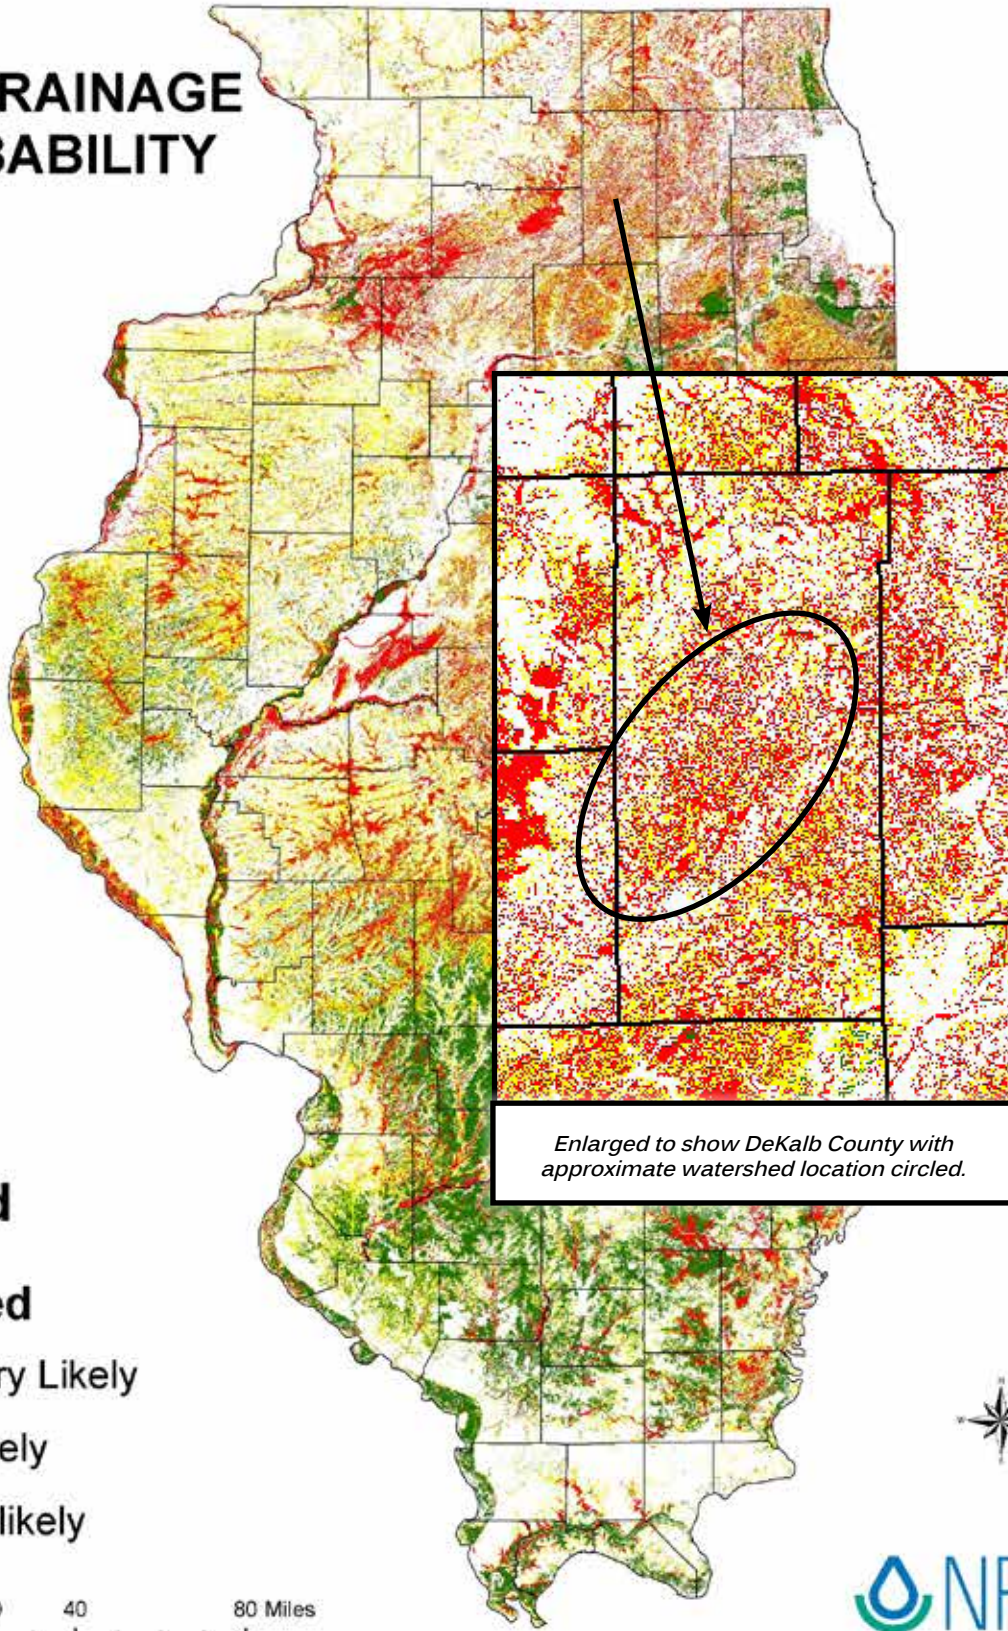 RAINAGE
BABILITY
Enlarged to show DeKalb County with
approximate watershed location circled.
d
ed
ry Likely
ely
likely
40 80 Miles
NR